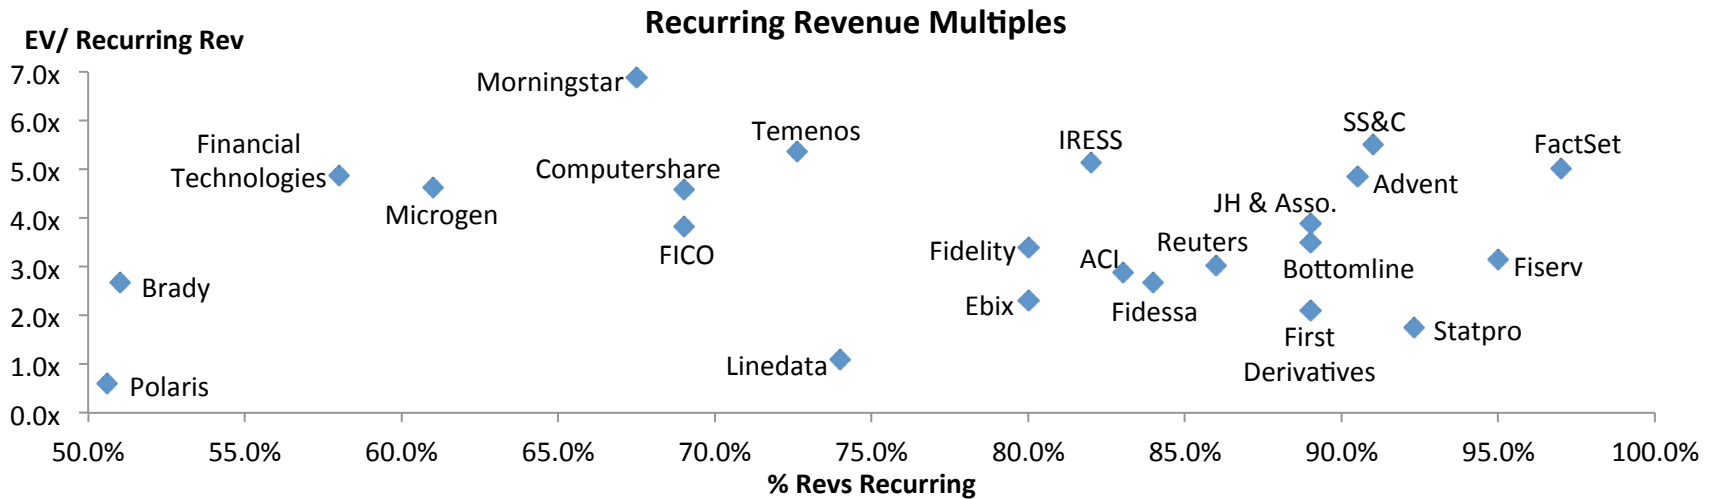 Recurring Revenue Multiples
EV/ Recurring Rev
7.0x
6.0x
5.0x
4.0x
3.0x
2.0x
1.0x
0.0x
Morningstar
Financial
Technologies
Microgen
Computershare
Temenos
FICO
IRESS
SS&C
FactSet
Advent
JH & Asso.
Reuters
Fidelity
ACI
Bottomline
Fiserv
Brady
Ebix
Fidessa
First
Derivatives
Statpro
Linedata
Polaris
50.0%
55.0%
60.0%
65.0%
70.0%
75.0%
80.0%
85.0%
90.0%
95.0%
100.0%
% Revs Recurring